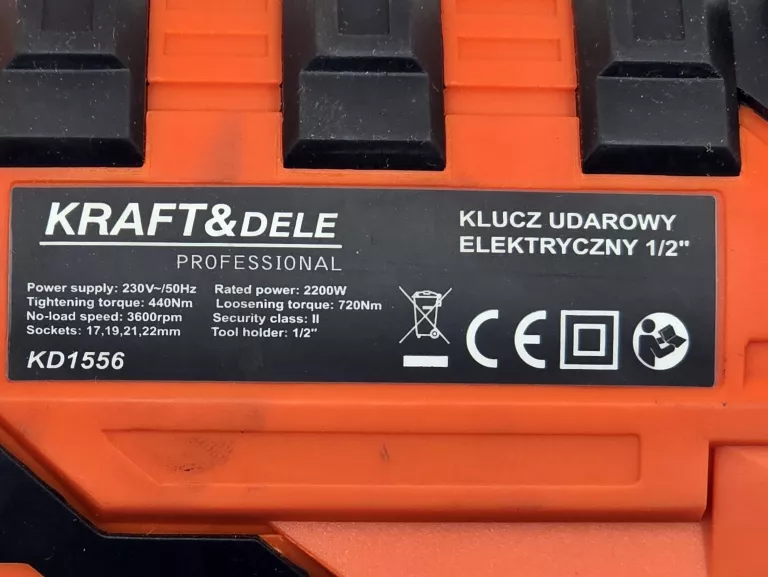 KRAFT&DELE
PROFESSIONAL
KLUCZ UDAROWY
ELEKTRYCZNY 1/2"
Power supply: 230V~/50Hz Rated power: 2200W
Tightening torque: 440Nm Loosening torque: 720Nm
No-load speed: 3600rpm Security class: II
Sockets: 17,19,21,22mm Tool holder: 1/2"
KD1556
CE